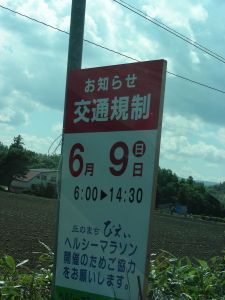 お知らせ
交通規制
6月 9日㊐
6:00▶14:30
丘のまち びえい
ヘルシーマラソン
開催のためご協力
をお願いします。